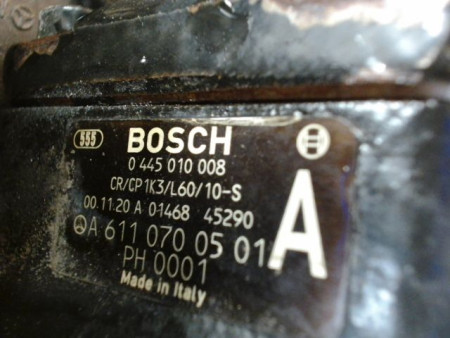 555 BOSCH
0 445 010 008
CR/CP1K3/L60/10-S
00.11.20 A 01468 45290
A 611 070 05 01
PH 0001
Made in Italy
A